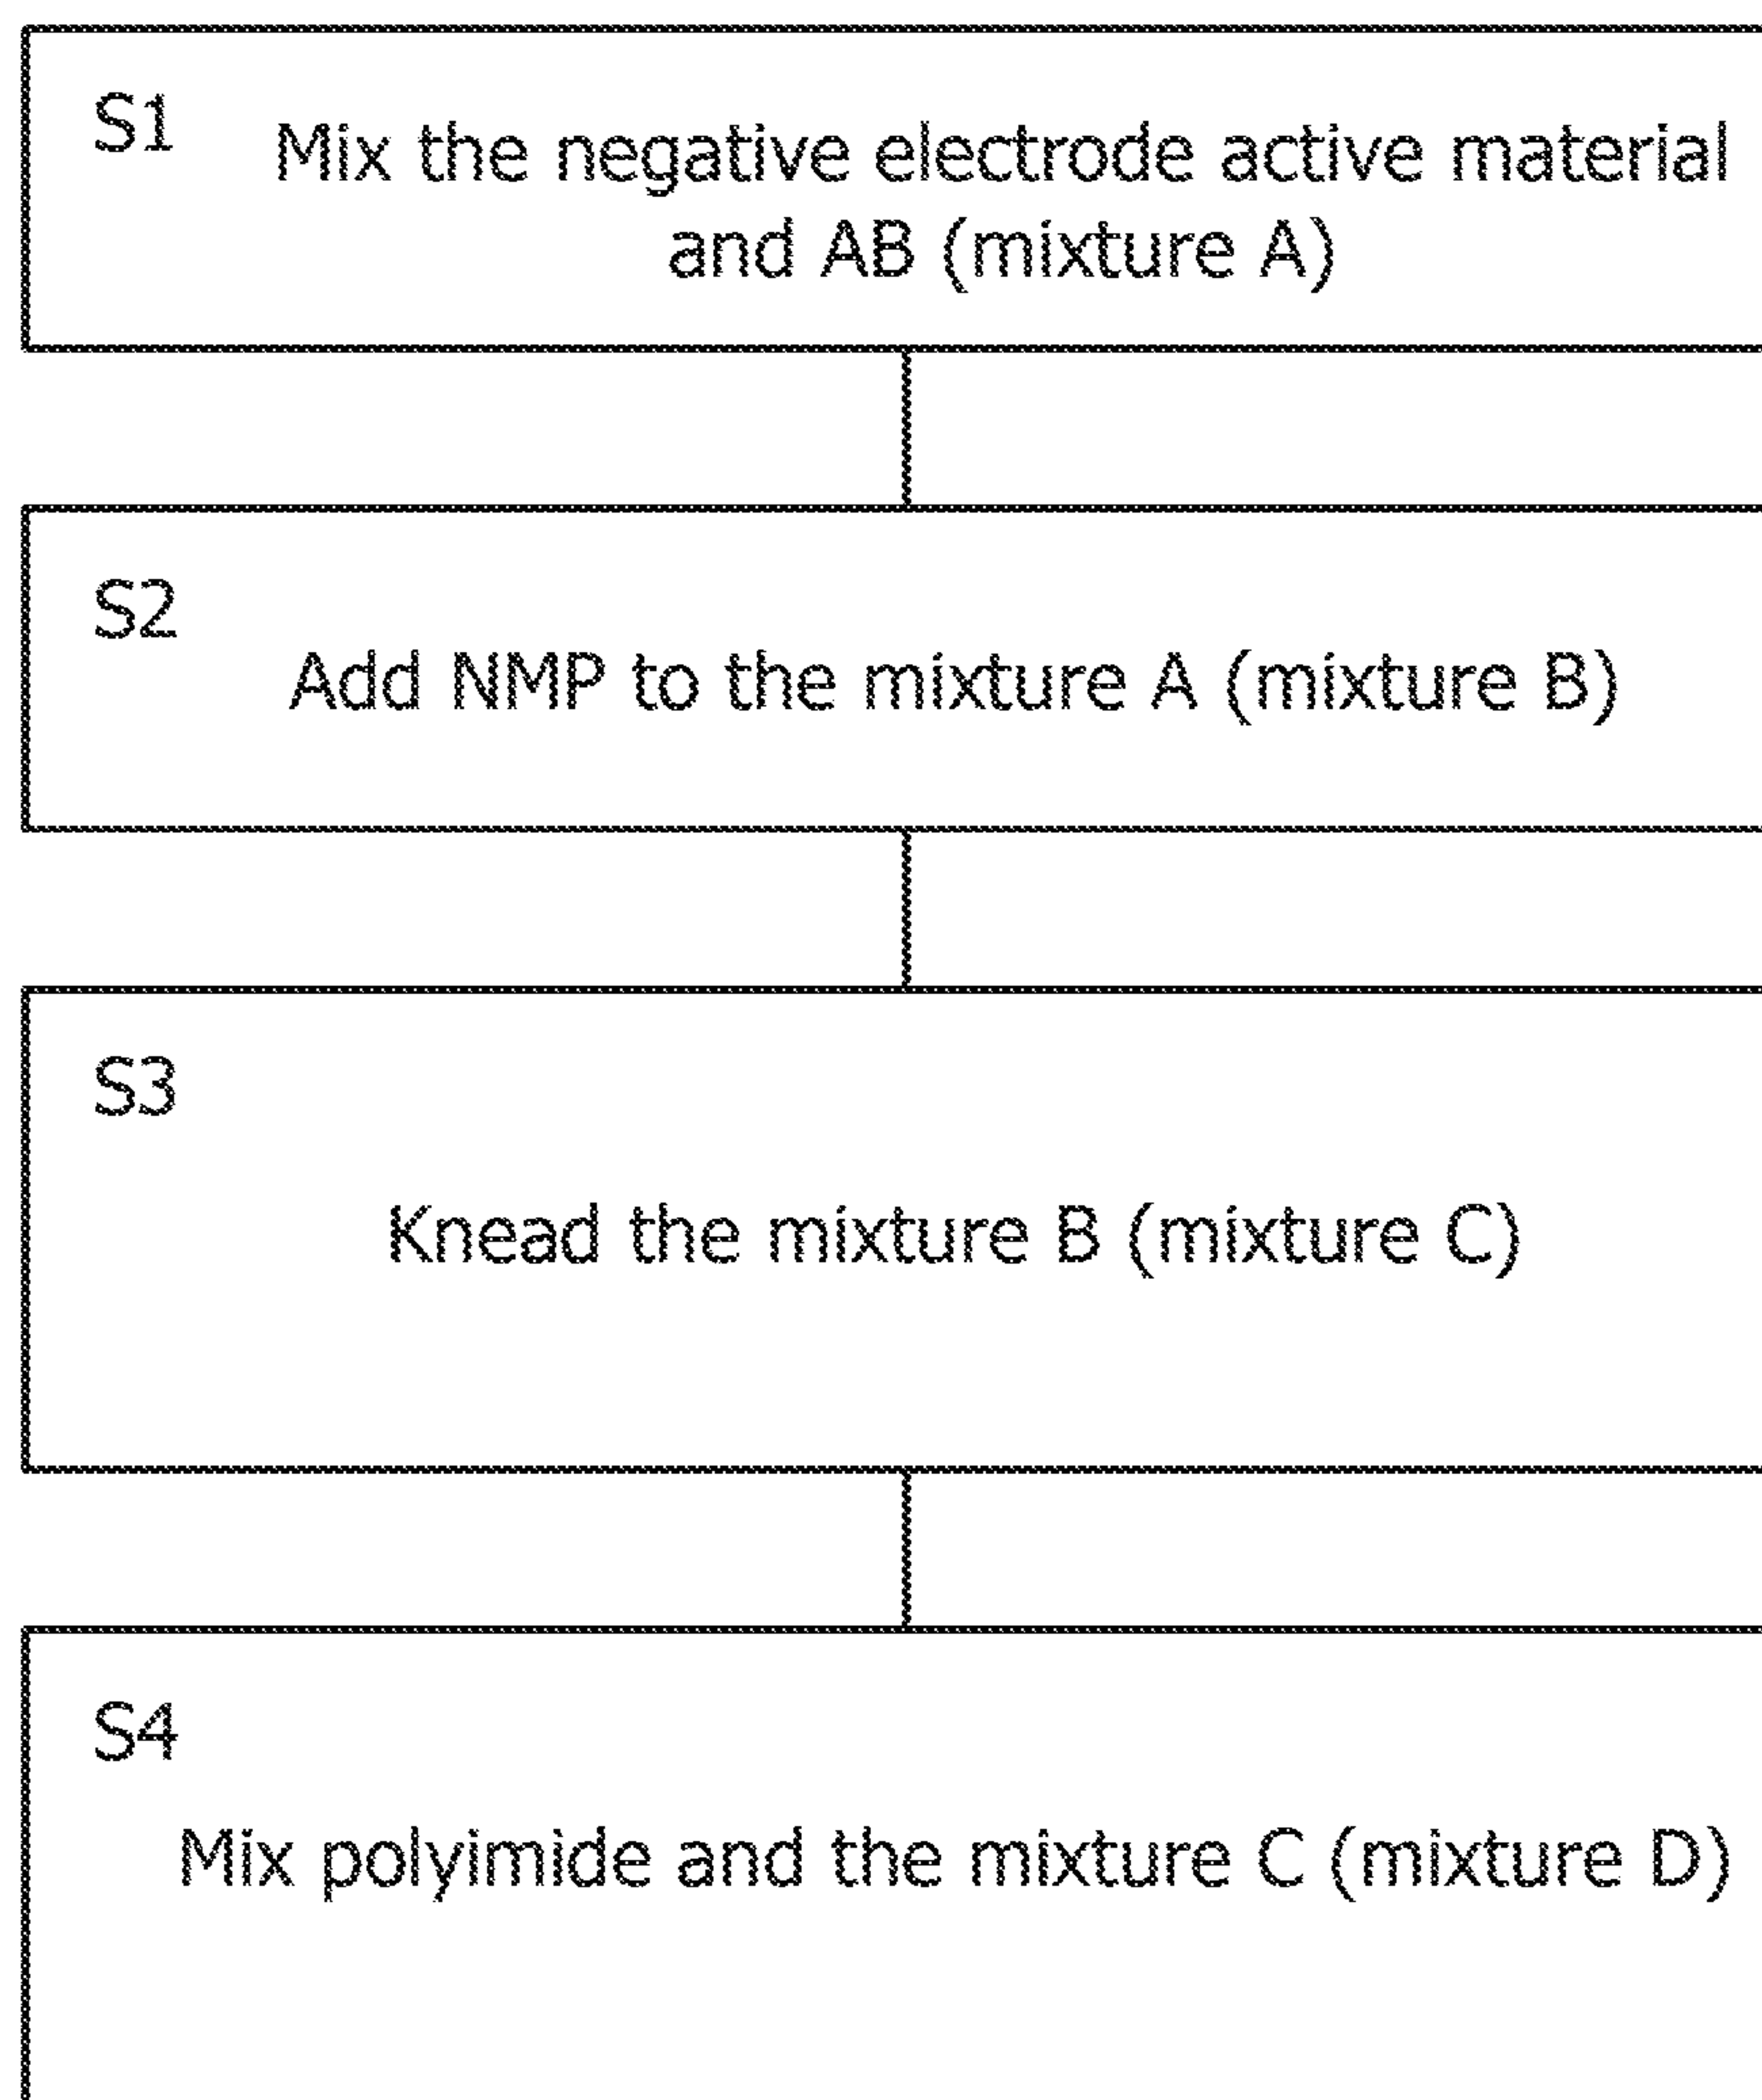 S1
Mix the negative electrode active material
and AB (mixture A)
S2
Add NMP to the mixture A (mixture B)
S3
Knead the mixture B (mixture C)
S4
Mix polyimide and the mixture C (mixture D)